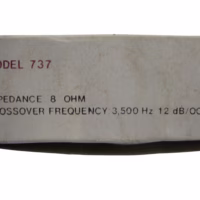 ODEL 737
PEDANCE 8 OHM
OSSOVER FREQUENCY 3,500 Hz 12 dB/OC